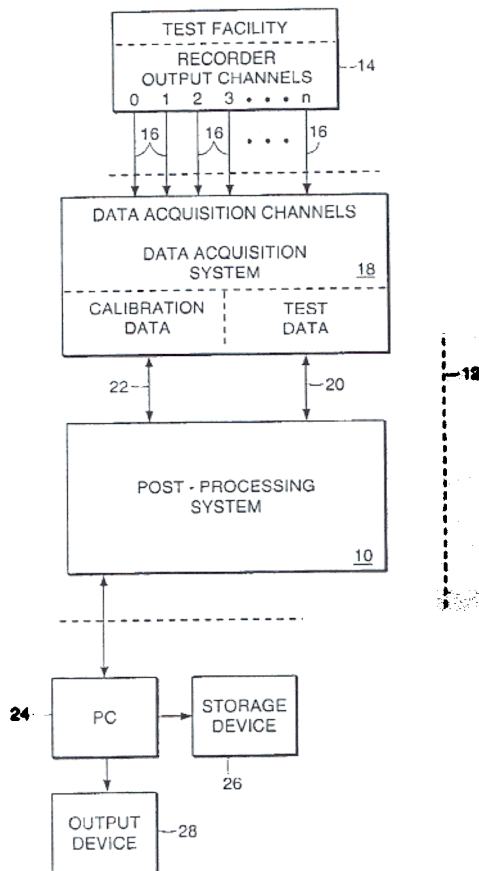 TEST FACILITY
RECORDER
OUTPUT CHANNELS
14
0 1 2 3 • • • n
16 16 • • • 16
DATA ACQUISITION CHANNELS
DATA ACQUISITION
SYSTEM
18
CALIBRATION
DATA
TEST
DATA
22
20
12
POST - PROCESSING
SYSTEM
10
24
PC
STORAGE
DEVICE
26
OUTPUT
DEVICE
28